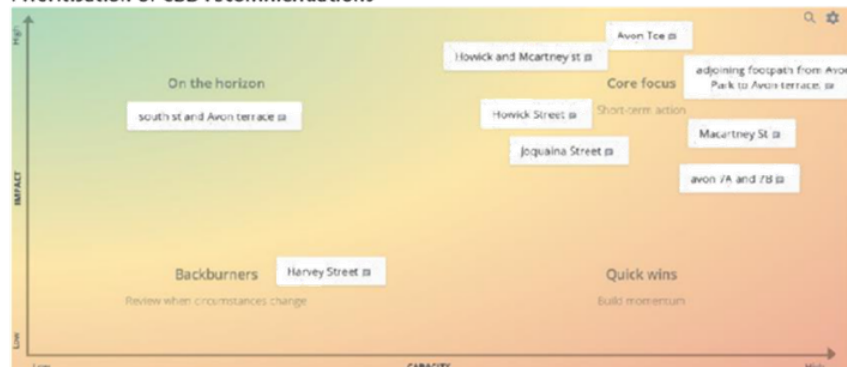 Prioritisation of CBD recommendations
High
Avon Tce
Howick and Mcartney st
adjoining footpath from Avon
Park to Avon-terrace.
On the horizon
Core focus
south st and Avon terrace
Howick Street
Short-term action
Macartney St
Joquaina Street
avon 7A and 7B
IMPACT
Backburners
Harvey Street
Quick wins
Review when circumstances change
Build momentum
Low
Low
CAPACITY
High